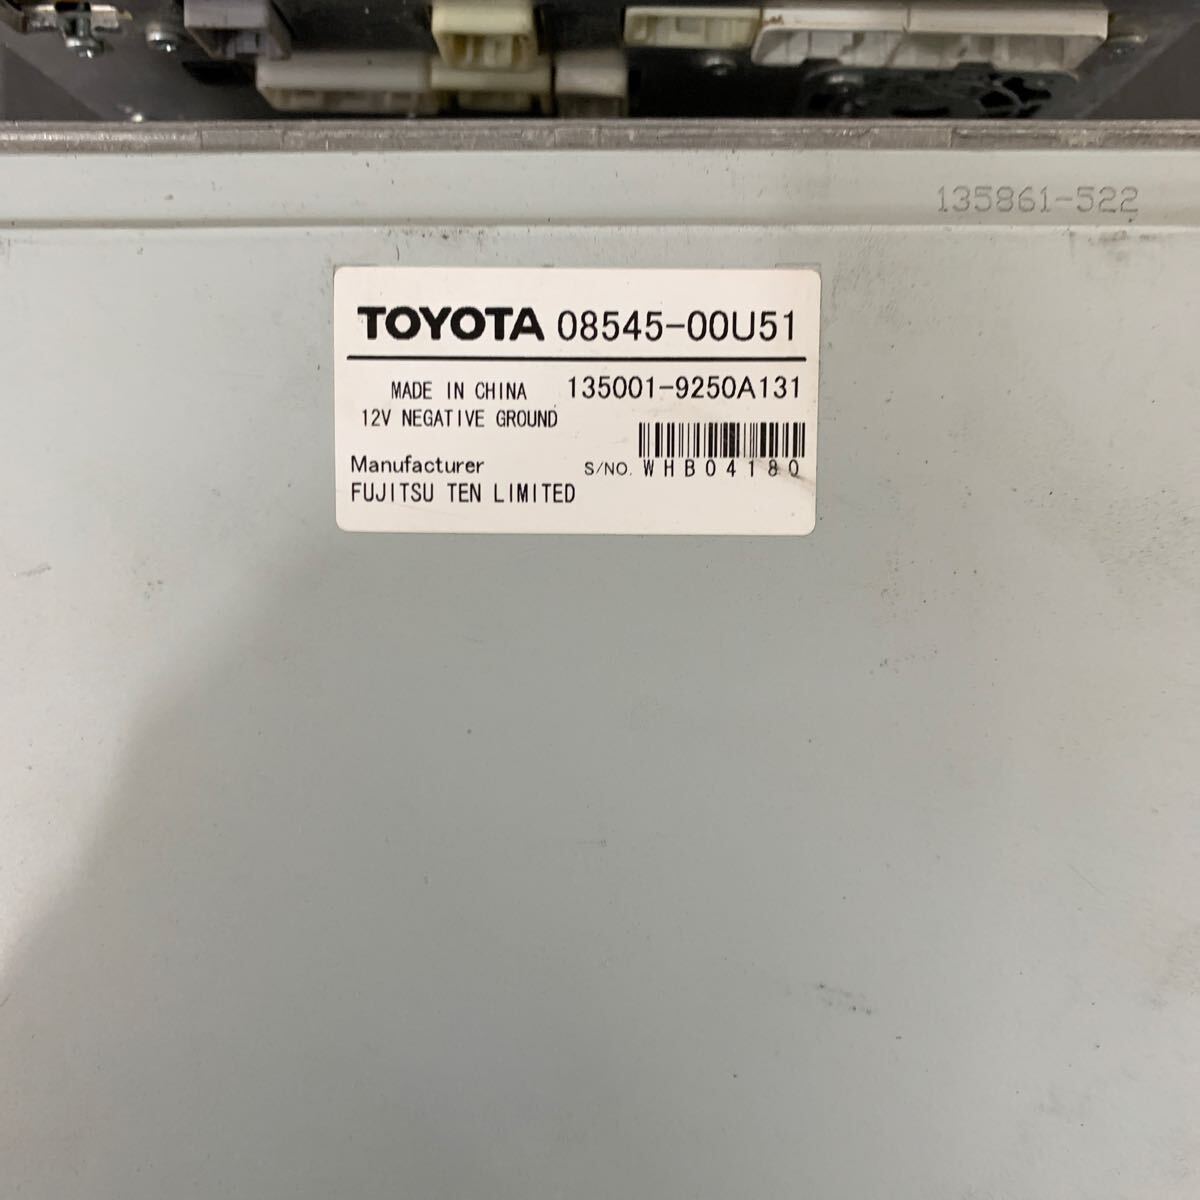 135861-522
TOYOTA 08545-00U51
MADE IN CHINA 135001-9250A131
12V NEGATIVE GROUND
Manufacturer S/NO. WHB04180
FUJITSU TEN LIMITED